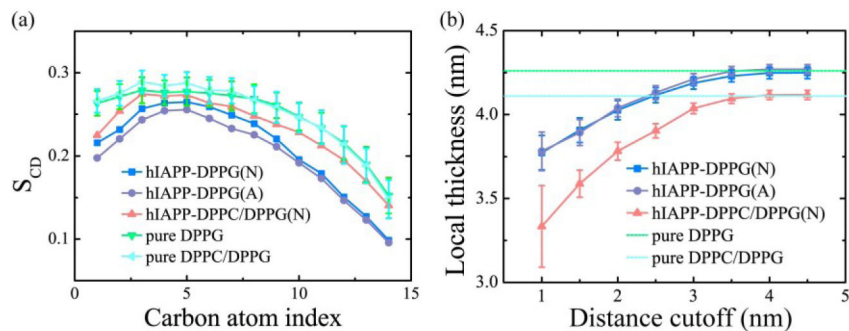 (a)
0.3
0.2
0.1
S_CD
hIAPP-DPPG(N)
hIAPP-DPPG(A)
hIAPP-DPPC/DPPG(N)
pure DPPG
pure DPPC/DPPG
0 5 10 15
Carbon atom index
(b)
4.5
4.0
3.5
3.0
Local thickness (nm)
hIAPP-DPPG(N)
hIAPP-DPPG(A)
hIAPP-DPPC/DPPG(N)
pure DPPG
pure DPPC/DPPG
1 2 3 4 5
Distance cutoff (nm)